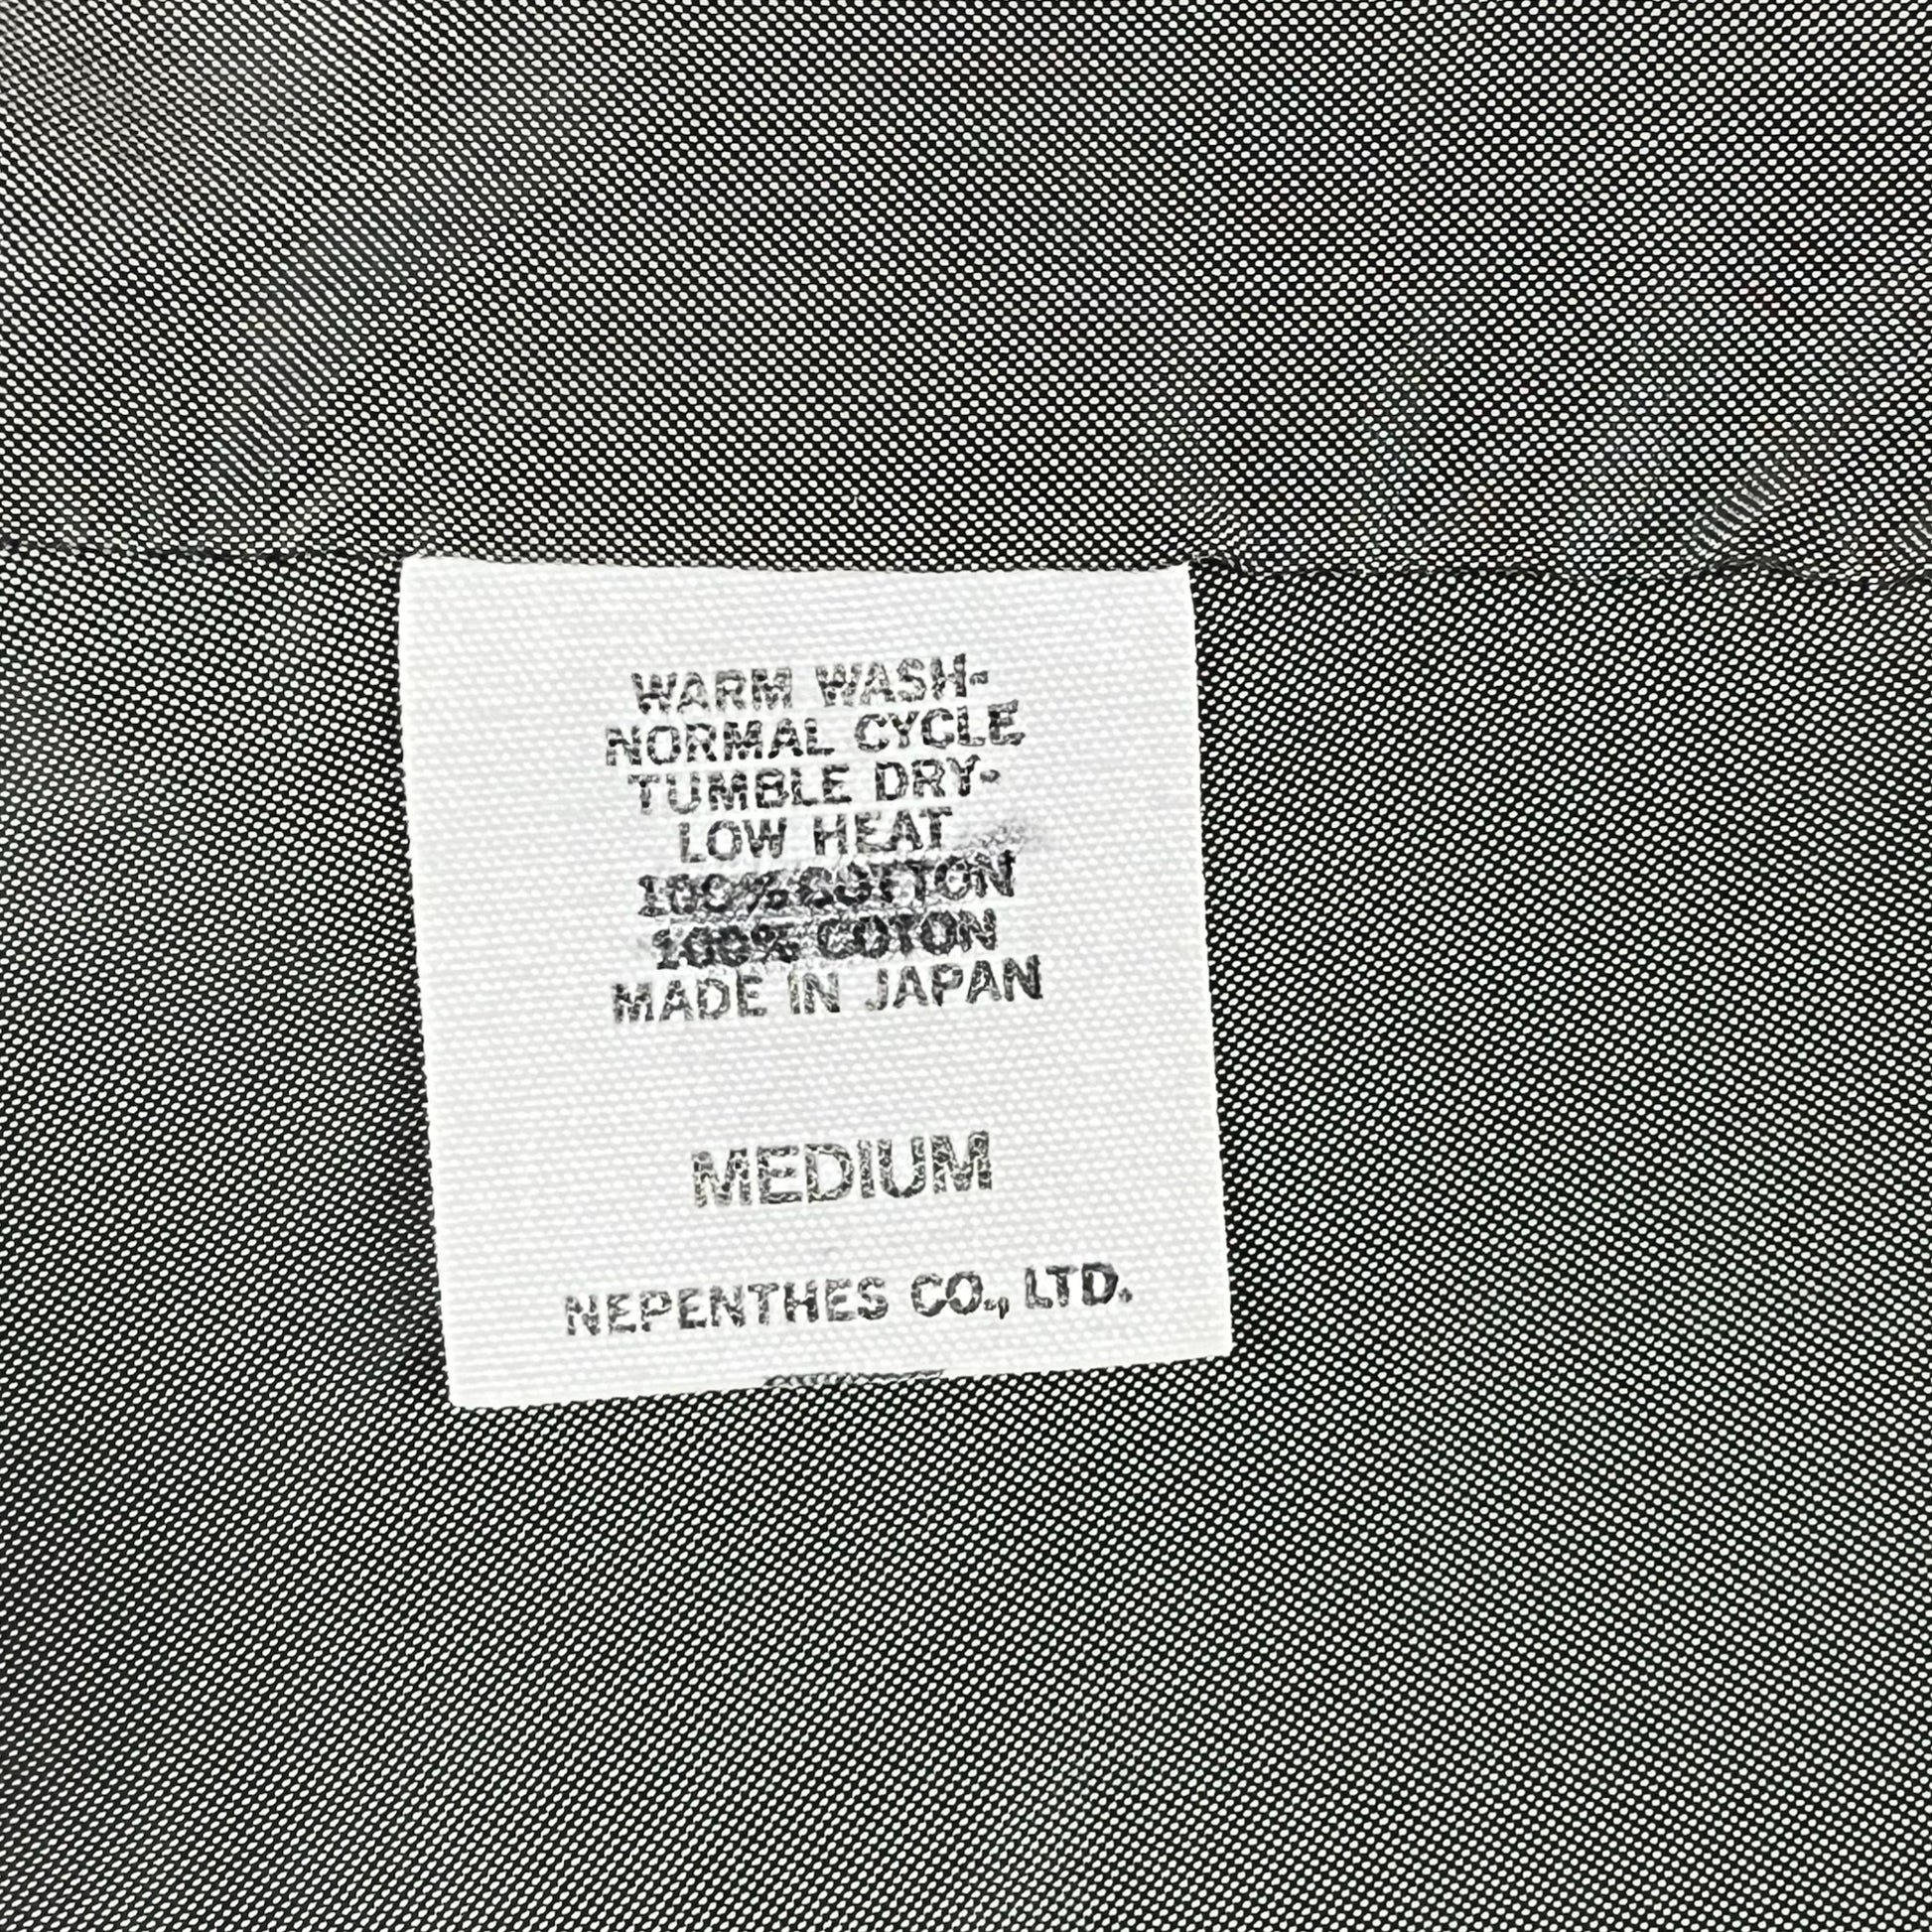 WARM WASH-
NORMAL CYCLE
TUMBLE DRY-
LOW HEAT
100% COTTON
100% COTON
MADE IN JAPAN
MEDIUM
NEPENTHES CO., LTD.